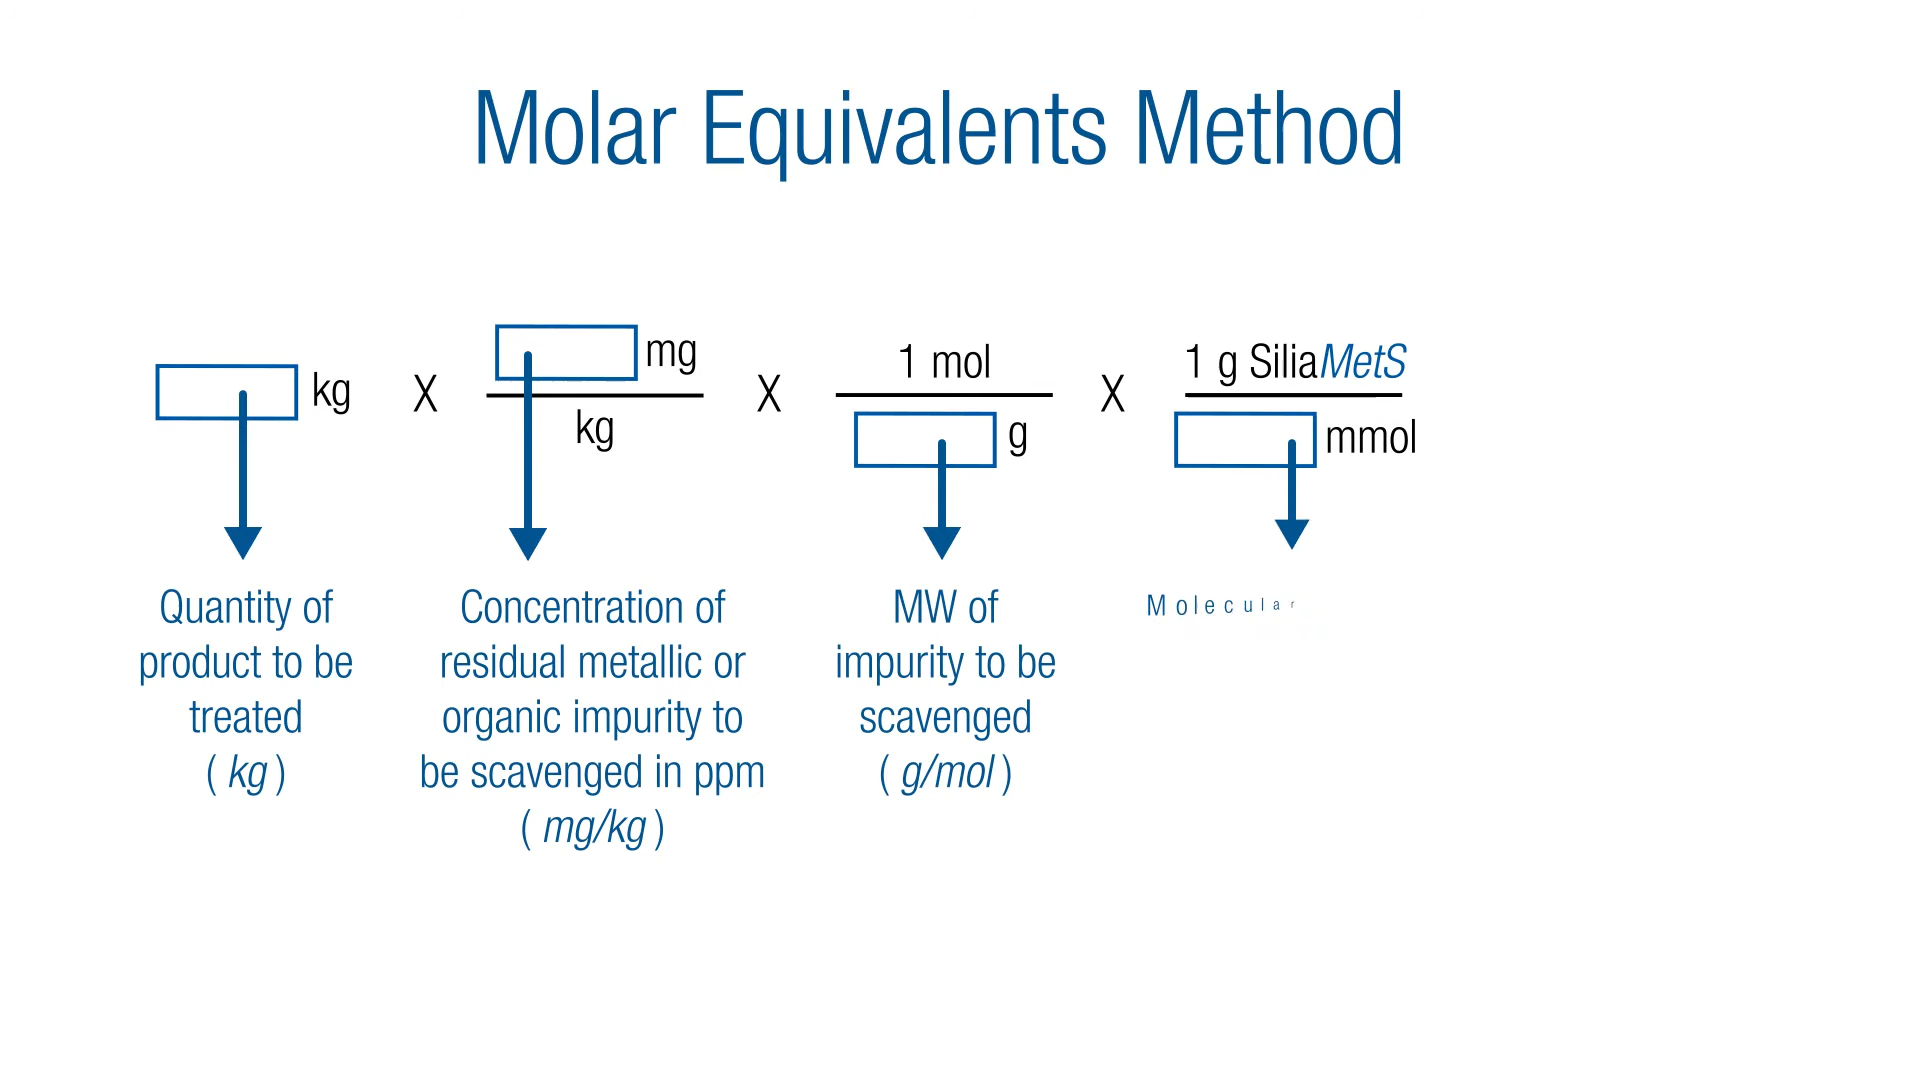 Molar Equivalents Method
kg X mg X 1 mol X 1 g SiliaMetS
kg g mmol
Quantity of
product to be
treated
( kg )
Concentration of
residual metallic or
organic impurity to
be scavenged in ppm
( mg/kg )
MW of
impurity to be
scavenged
( g/mol )
Molecular